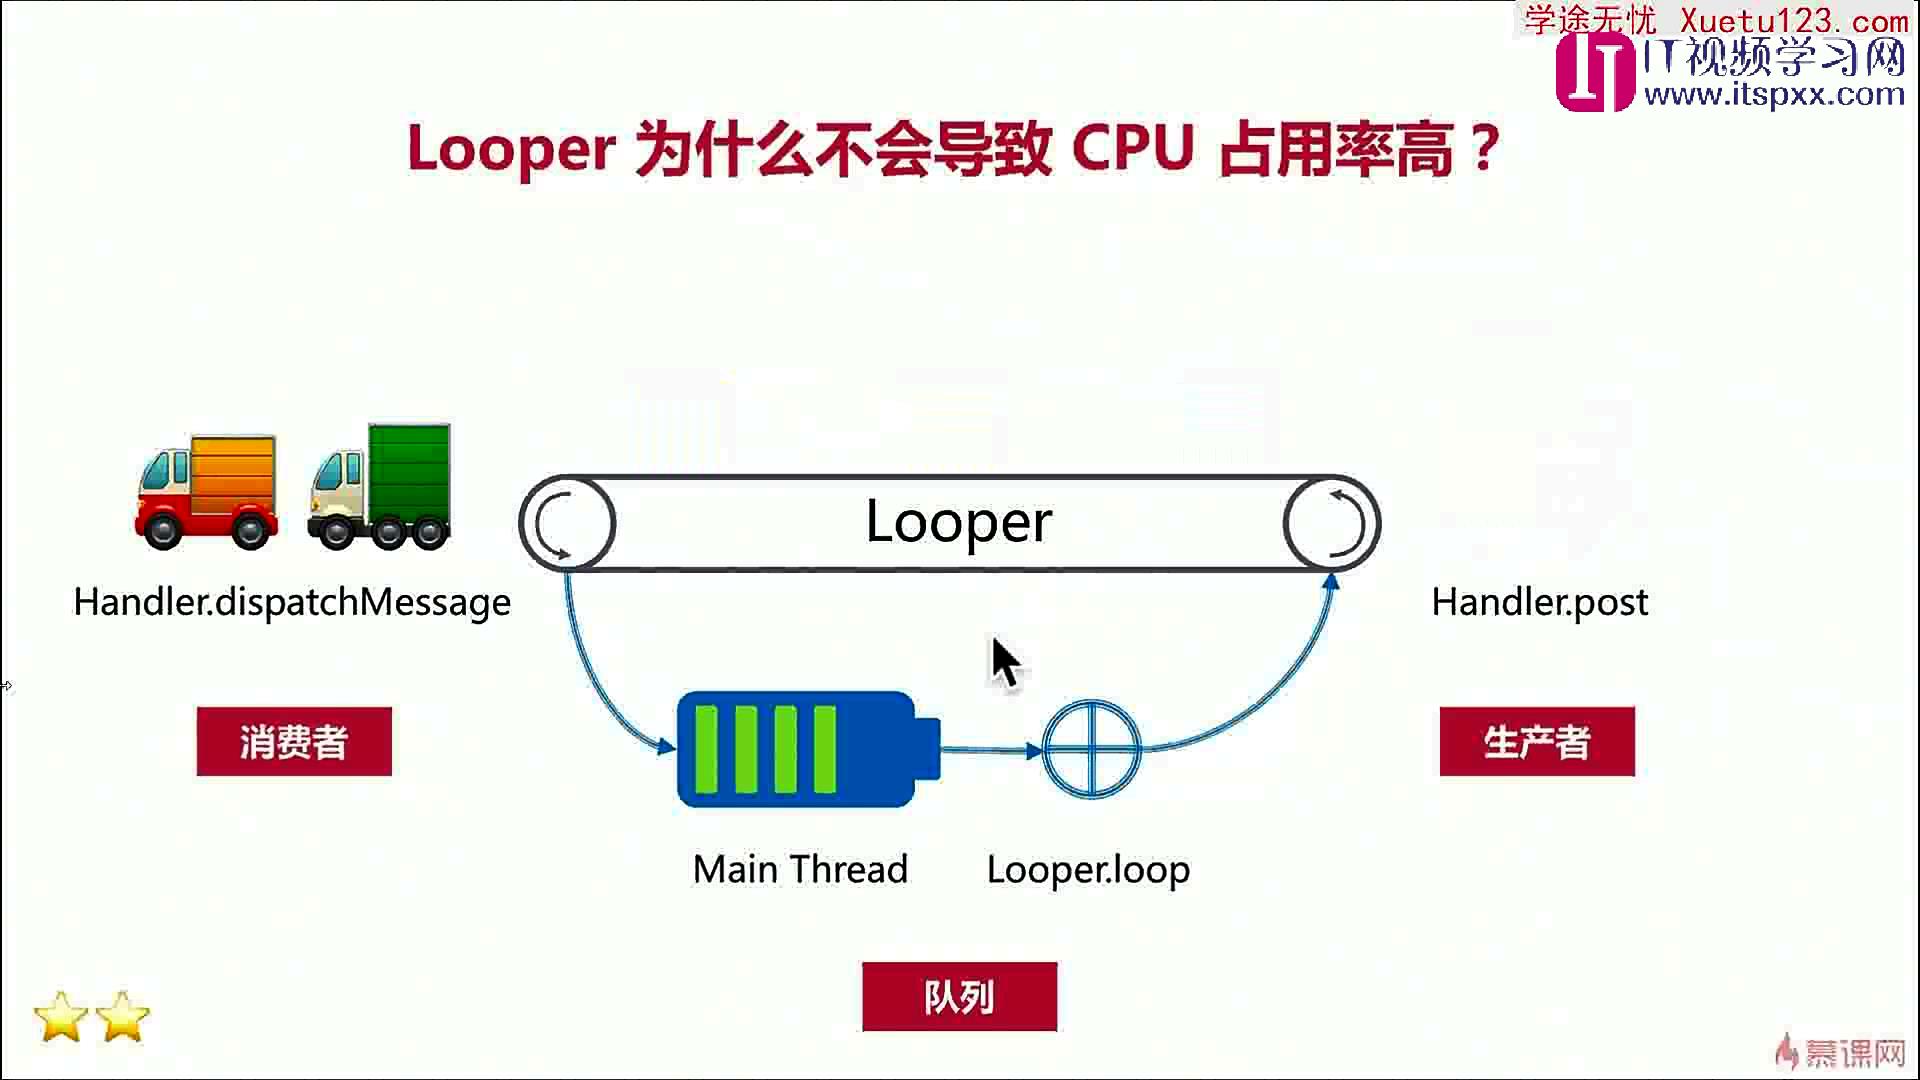 学途无忧 Xuetu123.com
IT视频学习网
www.itspxx.com
Looper 为什么不会导致 CPU 占用率高？
Looper
Handler.dispatchMessage
Handler.post
消费者
生产者
Main Thread
Looper.loop
队列
慕课网